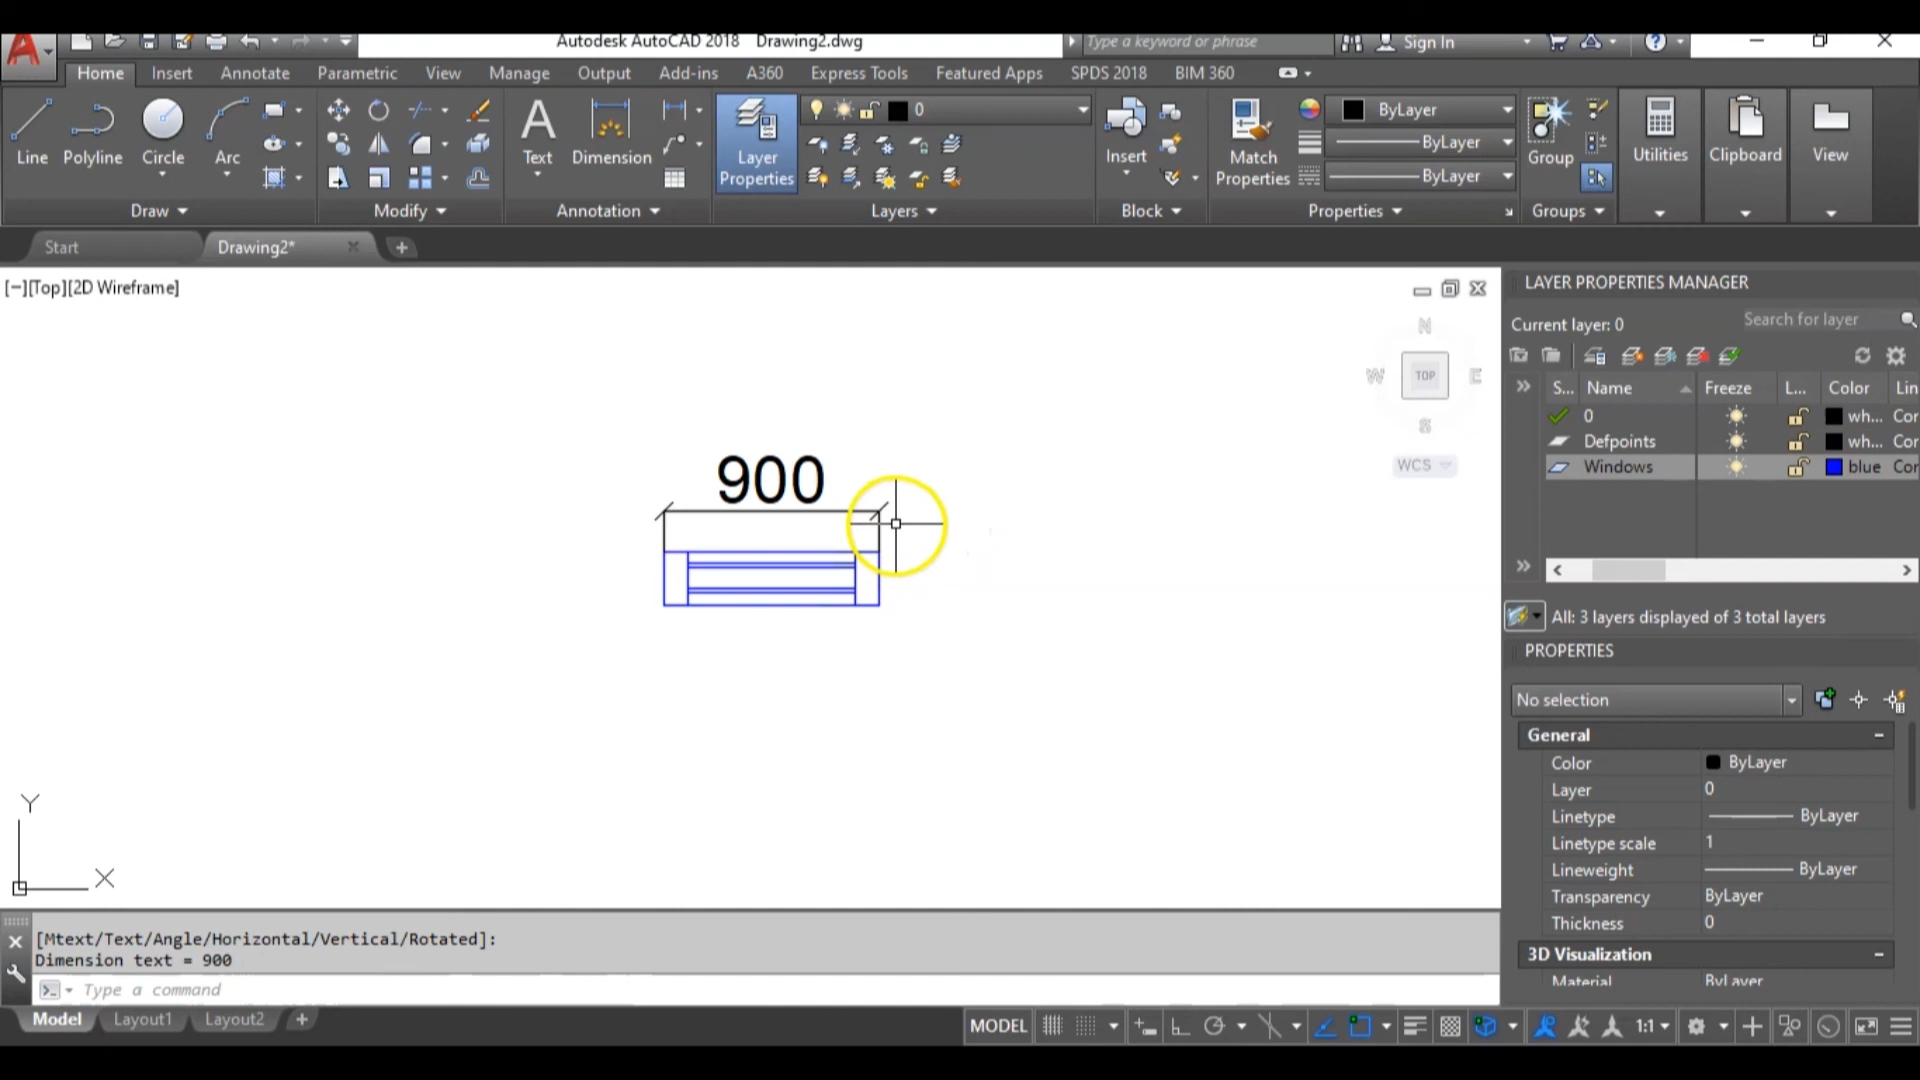 Autodesk AutoCAD 2018 Drawing2.dwg
Type a keyword or phrase
Sign In
Home Insert Annotate Parametric View Manage Output Add-ins A360 Express Tools Featured Apps SPDS 2018 BIM 360
0
ByLayer
ByLayer
ByLayer
Line Polyline Circle Arc
Text Dimension
Layer Properties
Insert
Match Properties
Group
Utilities
Clipboard
View
Draw Modify Annotation Layers Block Properties Groups
Start Drawing2*
[−][Top][2D Wireframe]
N
W TOP E
S
WCS
900
Y
X
LAYER PROPERTIES MANAGER
Current layer: 0
Search for layer
S... Name Freeze L... Color Lin
0 wh... Cor
Defpoints wh... Cor
Windows blue Cor
All: 3 layers displayed of 3 total layers
PROPERTIES
No selection
General
Color ByLayer
Layer 0
Linetype ByLayer
Linetype scale 1
Lineweight ByLayer
Transparency ByLayer
Thickness 0
3D Visualization
Material ByLayer
[Mtext/Text/Angle/Horizontal/Vertical/Rotated]:
Dimension text = 900
Type a command
Model Layout1 Layout2
MODEL
1:1